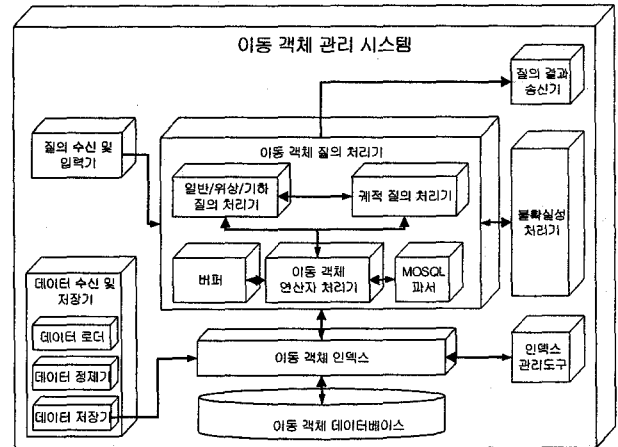 이동 객체 관리 시스템
질의 결과
송신기
질의 수신 및
입력기
이동 객체 질의 처리기
일반/위상/기하
질의 처리기
궤적 질의 처리기
불확실성
처리기
버퍼
이동 객체
연산자 처리기
MOSQL
파서
데이터 수신 및
저장기
데이터 로더
데이터 정제기
데이터 저장기
이동 객체 인덱스
인덱스
관리도구
이동 객체 데이터베이스